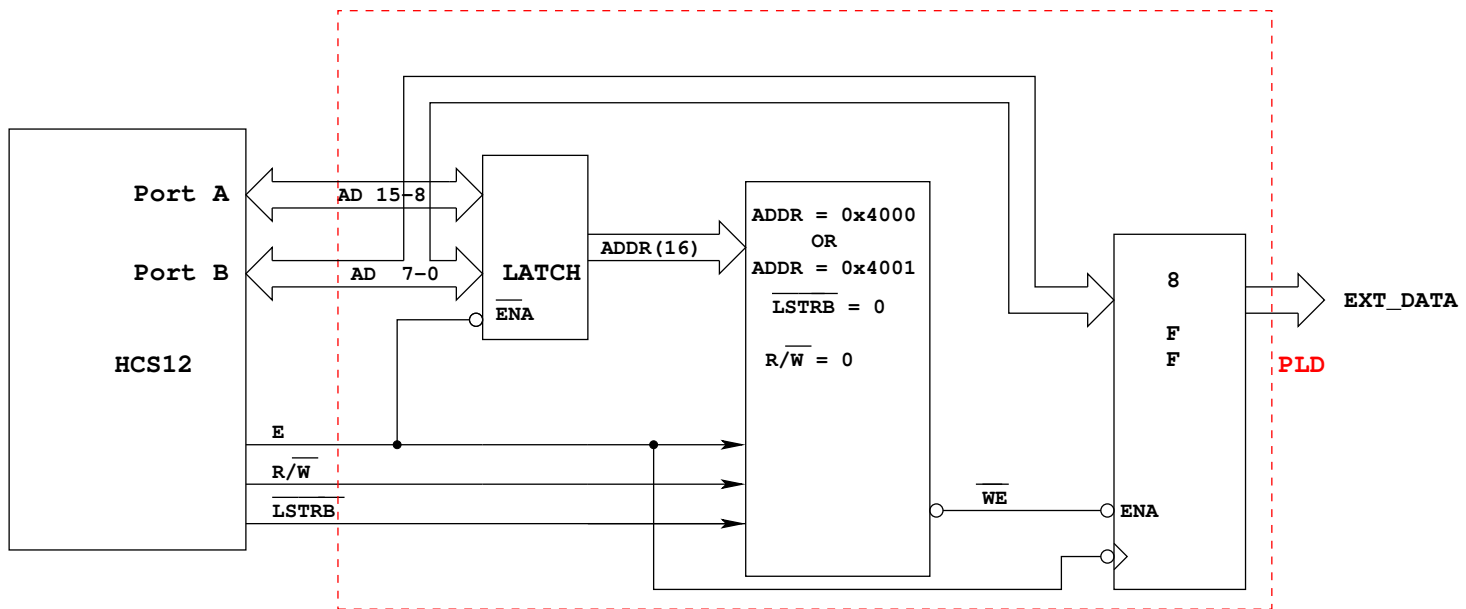 Port A
AD 15-8
Port B
AD 7-0
LATCH
ENA
ADDR(16)
ADDR = 0x4000
OR
ADDR = 0x4001
LSTRB = 0
R/W = 0
8
F
F
EXT_DATA
HCS12
PLD
E
R/W
LSTRB
WE
ENA